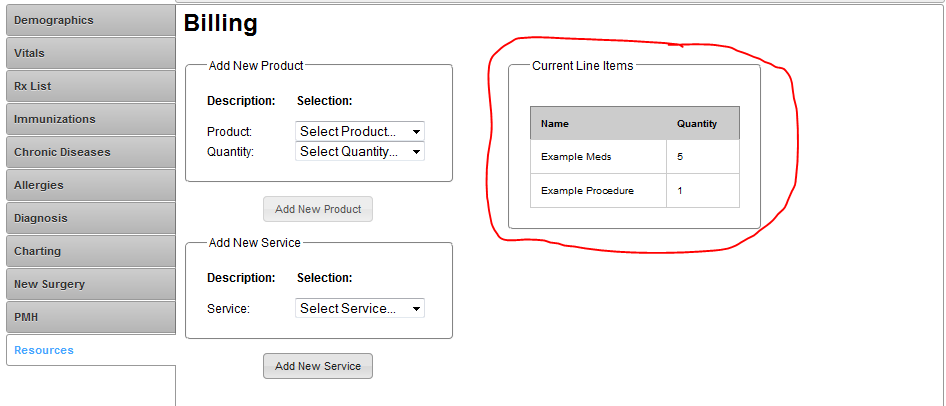 Demographics
Vitals
Rx List
Immunizations
Chronic Diseases
Allergies
Diagnosis
Charting
New Surgery
PMH
Resources
Billing
Add New Product
Description: Selection:
Product: Select Product...
Quantity: Select Quantity...
Add New Product
Add New Service
Description: Selection:
Service: Select Service...
Add New Service
Current Line Items
Name Quantity
Example Meds 5
Example Procedure 1